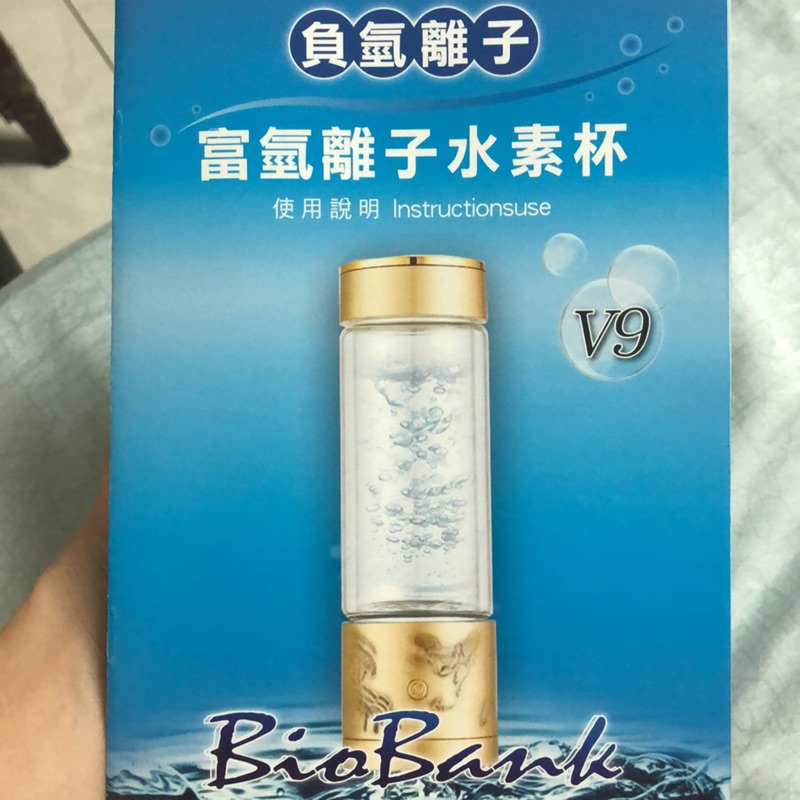 負氫離子
富氫離子水素杯
使用說明 Instructionsuse
V9
BioBank